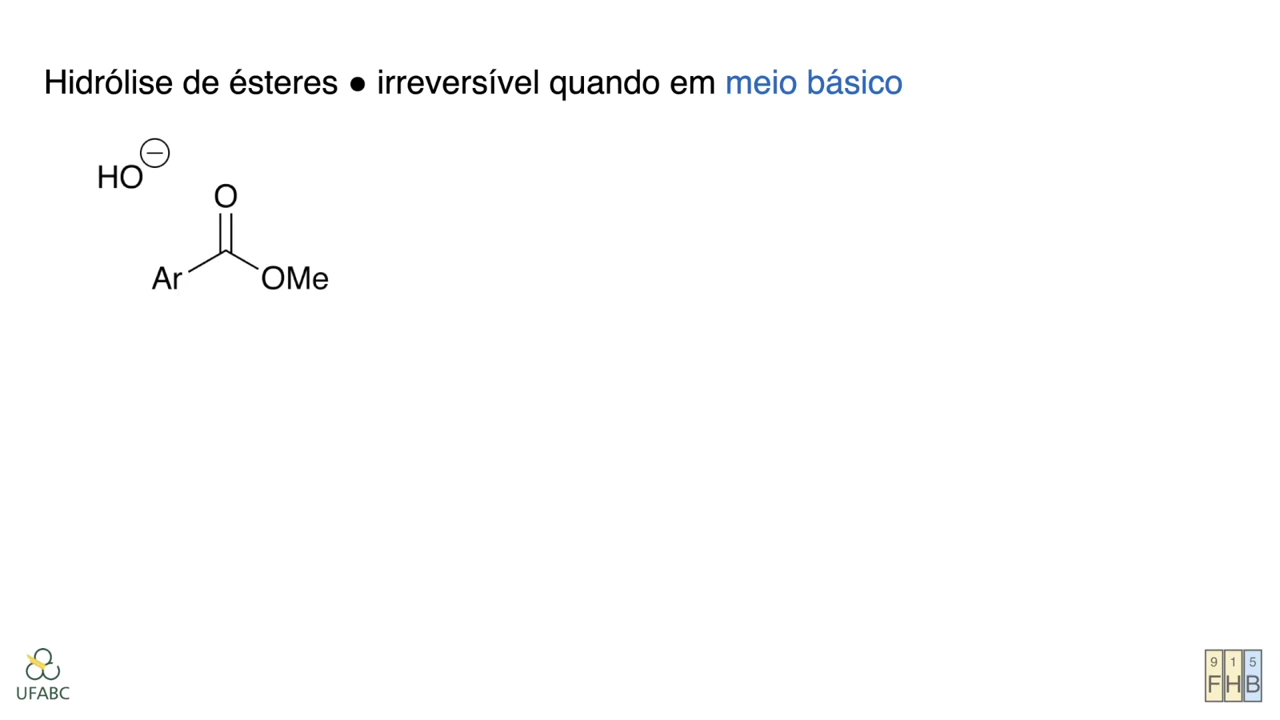 Hidrólise de ésteres ● irreversível quando em meio básico
HO⊖
O
Ar OMe
UFABC
9 1 5
F H B